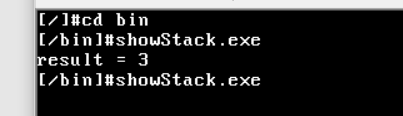 [/]#cd bin
[/bin]#showStack.exe
result = 3
[/bin]#showStack.exe